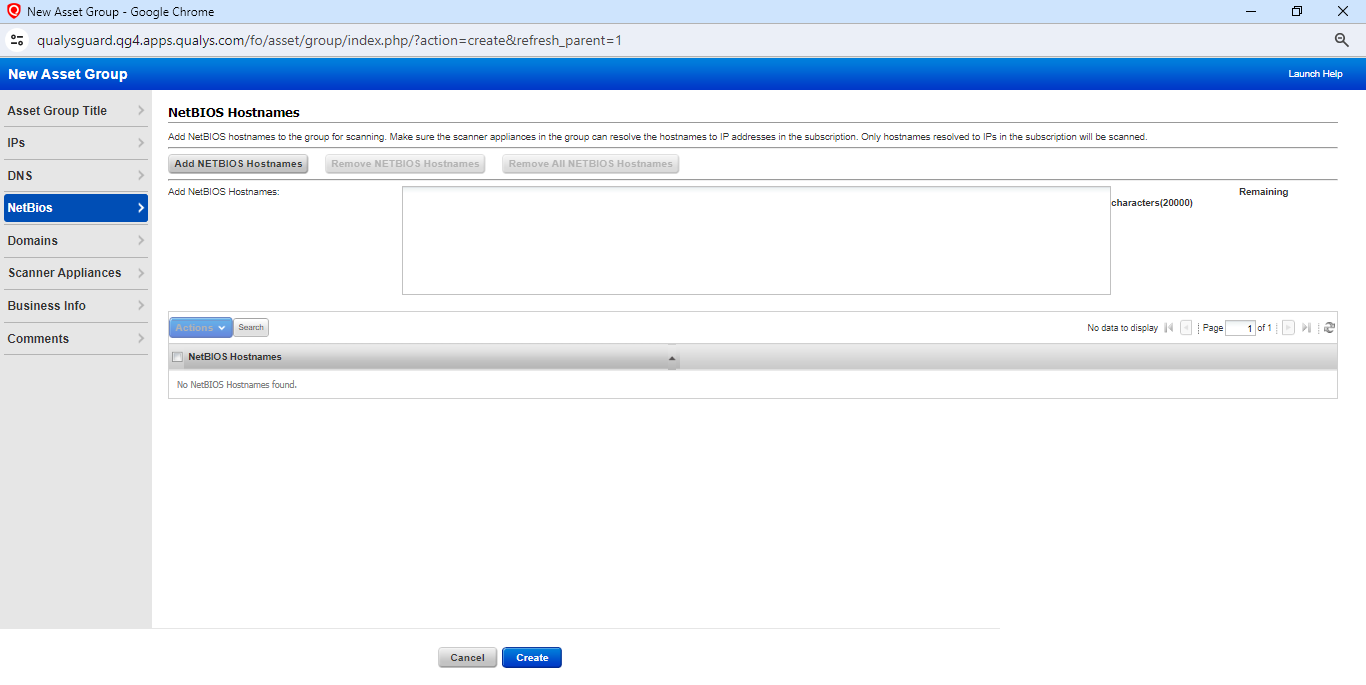 New Asset Group - Google Chrome
qualysguard.qg4.apps.qualys.com/fo/asset/group/index.php/?action=create&refresh_parent=1
New Asset Group
Launch Help
Asset Group Title
IPs
DNS
NetBios
Domains
Scanner Appliances
Business Info
Comments
NetBIOS Hostnames
Add NetBIOS hostnames to the group for scanning. Make sure the scanner appliances in the group can resolve the hostnames to IP addresses in the subscription. Only hostnames resolved to IPs in the subscription will be scanned.
Add NETBIOS Hostnames
Remove NETBIOS Hostnames
Remove All NETBIOS Hostnames
Add NetBIOS Hostnames:
Remaining
characters(20000)
Actions
Search
No data to display
Page 1 of 1
NetBIOS Hostnames
No NetBIOS Hostnames found.
Cancel
Create